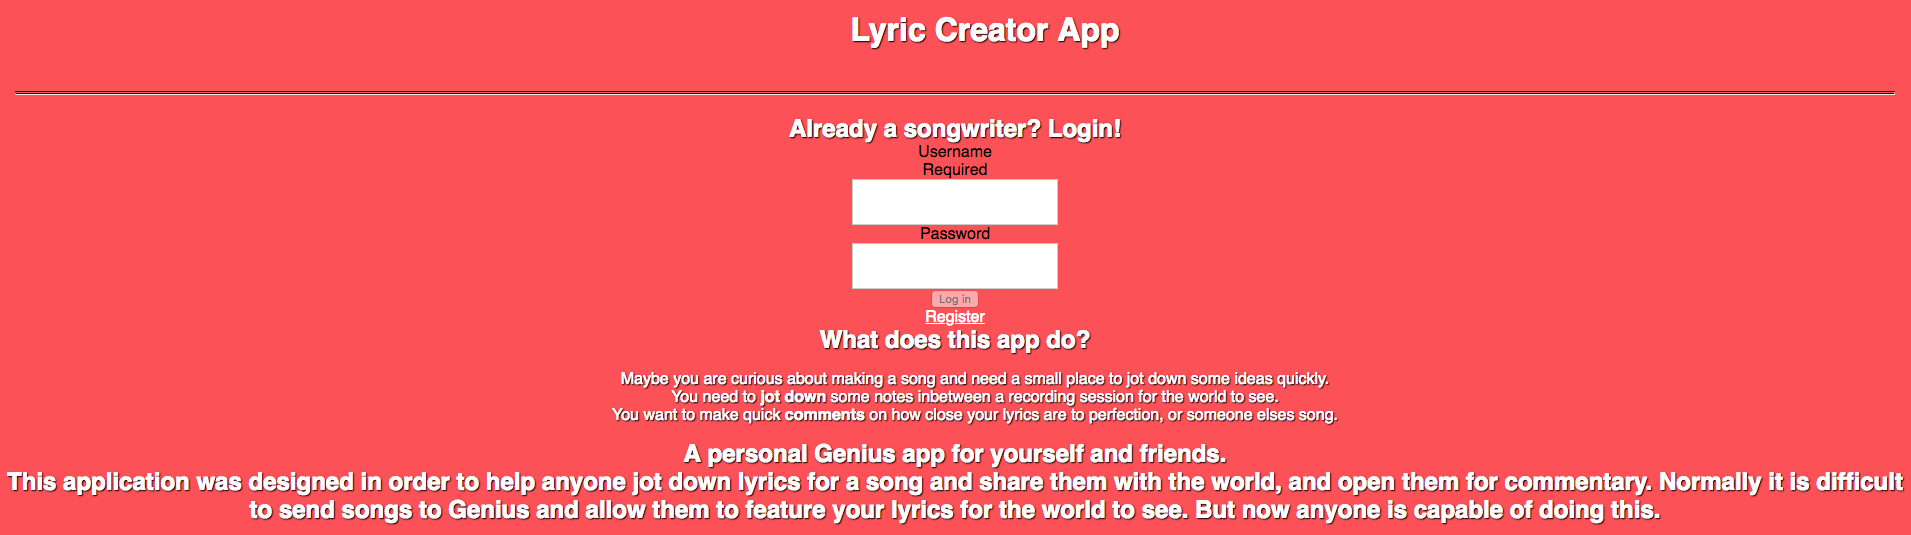 Lyric Creator App
Already a songwriter? Login!
Username
Required
Password
Log in
Register
What does this app do?
Maybe you are curious about making a song and need a small place to jot down some ideas quickly.
You need to jot down some notes inbetween a recording session for the world to see.
You want to make quick comments on how close your lyrics are to perfection, or someone elses song.
A personal Genius app for yourself and friends.
This application was designed in order to help anyone jot down lyrics for a song and share them with the world, and open them for commentary. Normally it is difficult
to send songs to Genius and allow them to feature your lyrics for the world to see. But now anyone is capable of doing this.